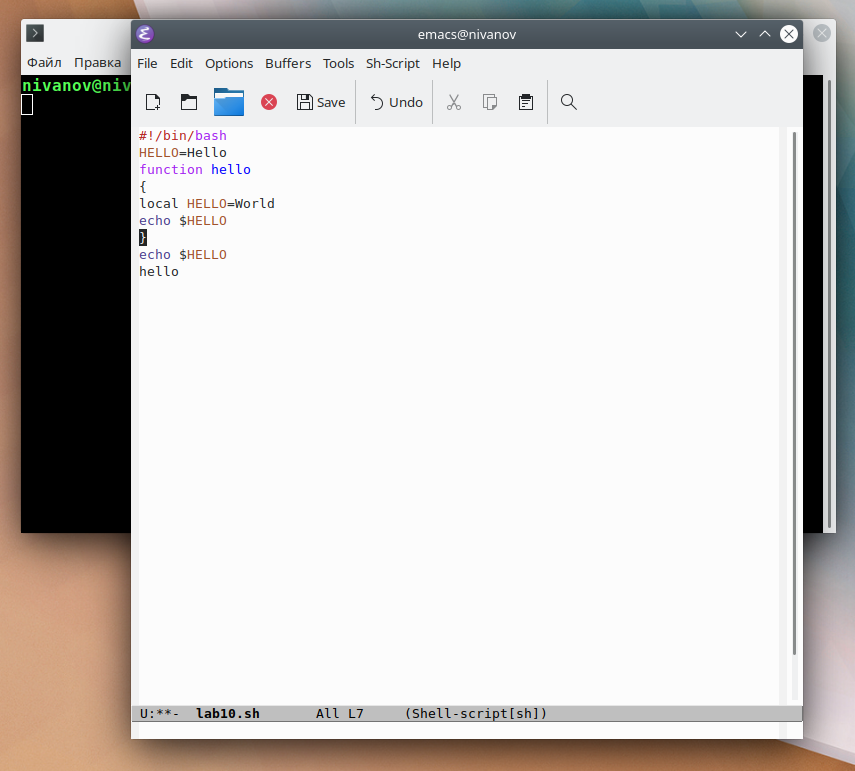 emacs@nivanov
Файл Правка
nivanov@niv
File Edit Options Buffers Tools Sh-Script Help
Save Undo
#!/bin/bash
HELLO=Hello
function hello
{
local HELLO=World
echo $HELLO
}
echo $HELLO
hello
U:**- lab10.sh All L7 (Shell-script[sh])